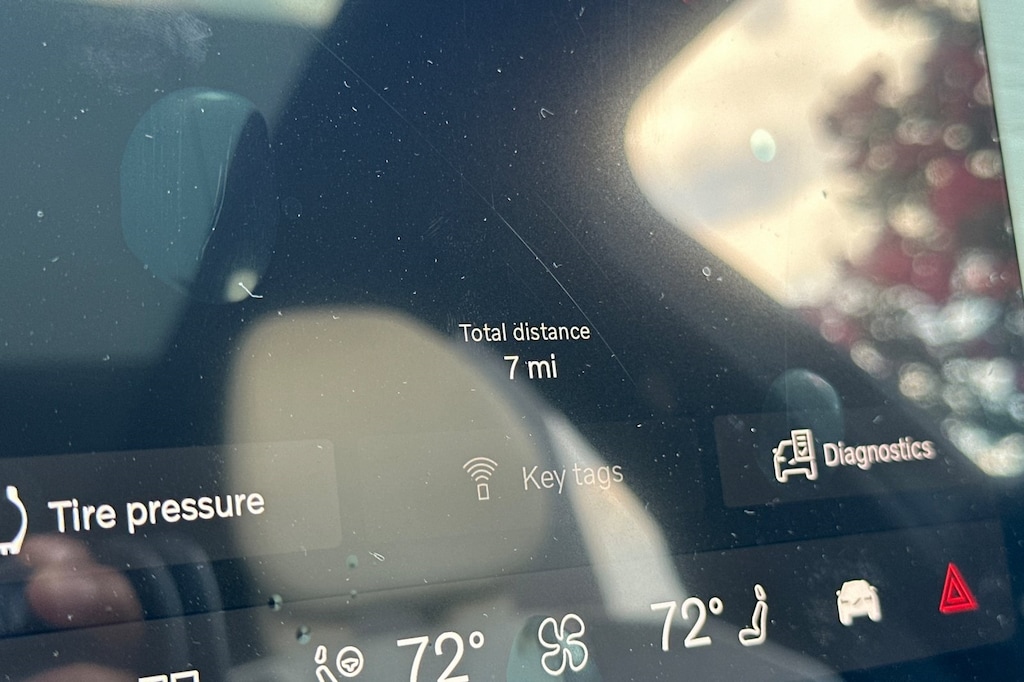 Total distance
7 mi
Tire pressure
Key tags
Diagnostics
72°
72°